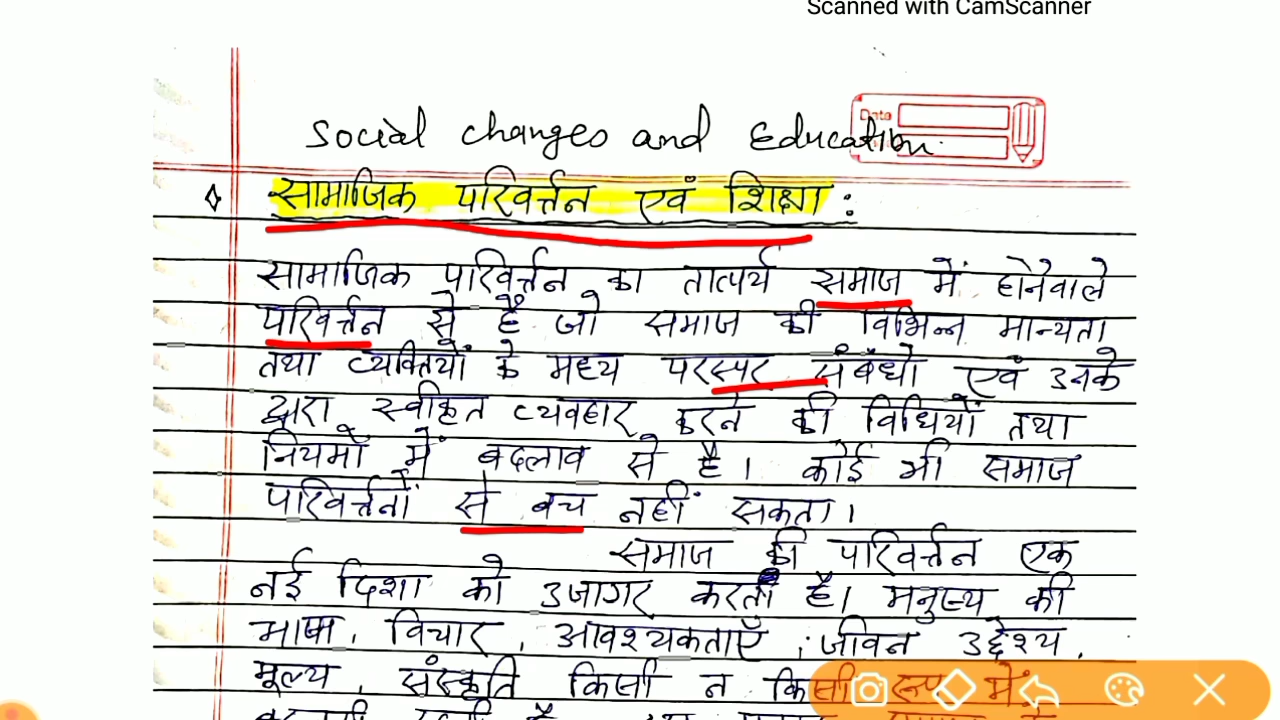 Scanned with CamScanner
Date
Social changes and Education.
सामाजिक परिवर्त्तन एवं शिक्षा :
सामाजिक परिवर्त्तन का तात्पर्य समाज में होनेवाले
परिवर्त्तन से है जो समाज की विभिन्न मान्यता
तथा व्यक्तियों के मध्य परस्पर संबंधो एवं उनके
द्वारा स्वीकृत व्यवहार करने की विधियों तथा
नियमों में बदलाव से है। कोई भी समाज
परिवर्त्तनों से बच नहीं सकता।
समाज की परिवर्त्तन एक
नई दिशा को उजागर करती है। मनुष्य की
भाषा, विचार, आवश्यकताएँ, जीवन उद्देश्य,
मूल्य, संस्कृति किसी न किसी रूप में